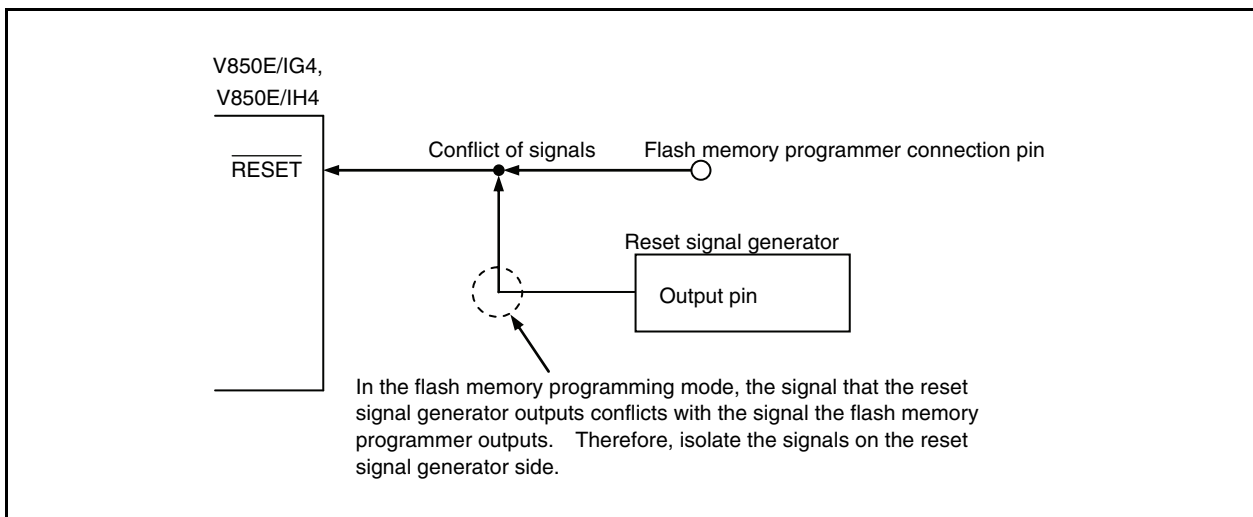 V850E/IG4,
V850E/IH4
Conflict of signals
Flash memory programmer connection pin
RESET
Reset signal generator
Output pin
In the flash memory programming mode, the signal that the reset
signal generator outputs conflicts with the signal the flash memory
programmer outputs. Therefore, isolate the signals on the reset
signal generator side.